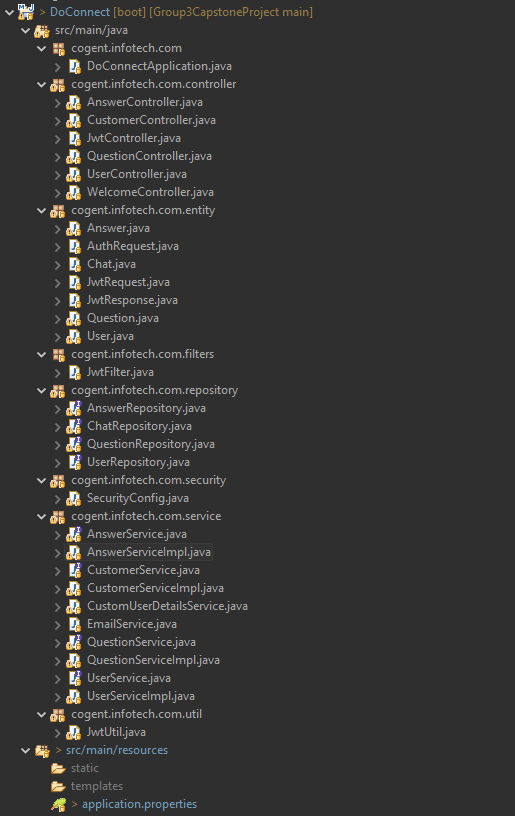 > DoConnect [boot] [Group3CapstoneProject main]
src/main/java
cogent.infotech.com
DoConnectApplication.java
cogent.infotech.com.controller
AnswerController.java
CustomerController.java
JwtController.java
QuestionController.java
UserController.java
WelcomeController.java
cogent.infotech.com.entity
Answer.java
AuthRequest.java
Chat.java
JwtRequest.java
JwtResponse.java
Question.java
User.java
cogent.infotech.com.filters
JwtFilter.java
cogent.infotech.com.repository
AnswerRepository.java
ChatRepository.java
QuestionRepository.java
UserRepository.java
cogent.infotech.com.security
SecurityConfig.java
cogent.infotech.com.service
AnswerService.java
AnswerServiceImpl.java
CustomerService.java
CustomerServiceImpl.java
CustomUserDetailsService.java
EmailService.java
QuestionService.java
QuestionServiceImpl.java
UserService.java
UserServiceImpl.java
cogent.infotech.com.util
JwtUtil.java
> src/main/resources
static
templates
> application.properties